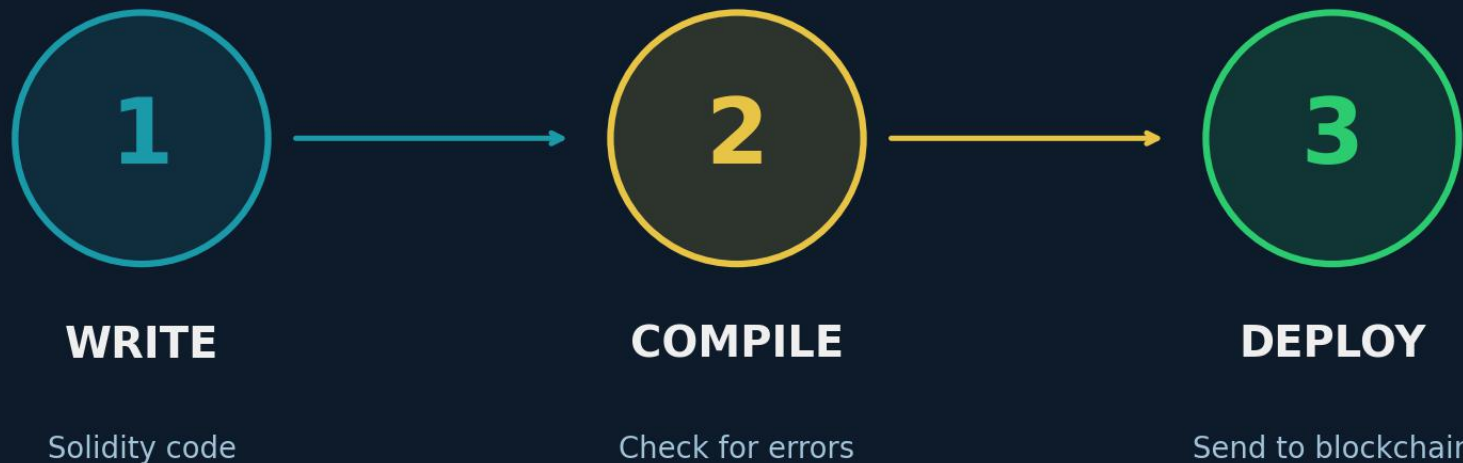 1 2 3
WRITE COMPILE DEPLOY
Solidity code Check for errors Send to blockchain